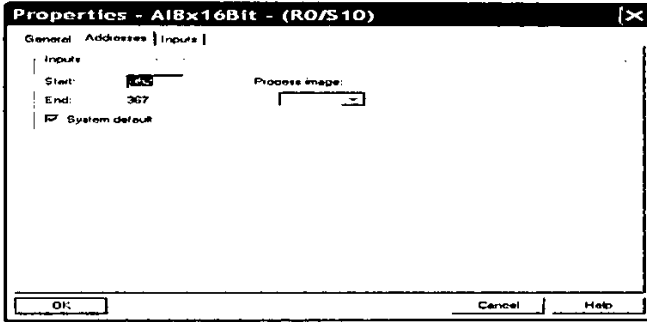 Properties - AI8x16Bit - (R0/S10)
General Addresses Inputs
Inputs
Start:
Process image:
End: 367
System default
OK Cancel Help